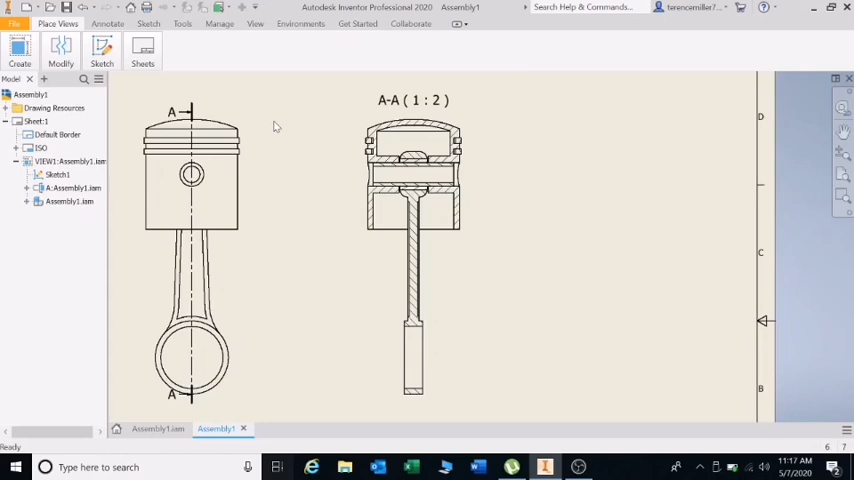 Autodesk Inventor Professional 2020 Assembly1
Search Help & Commands...
terencemiller7...
File Place Views Annotate Sketch Tools Manage View Environments Get Started Collaborate
Create Modify Sketch Sheets
Model
Assembly1
Drawing Resources
Sheet:1
Default Border
ISO
VIEW1:Assembly1.iam
Sketch1
A:Assembly1.iam
Assembly1.iam
A
A
A-A ( 1 : 2 )
D
C
B
Assembly1.iam Assembly1
Ready
6 7
Type here to search
11:17 AM
5/7/2020
2